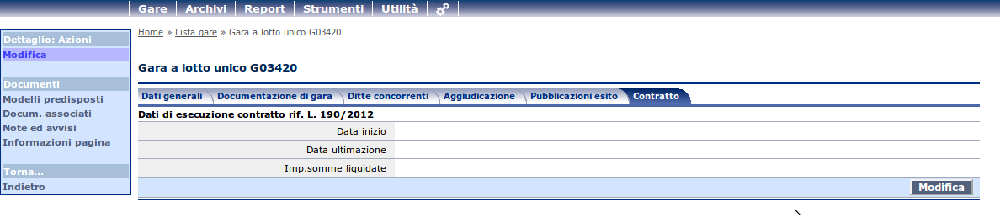 Gare Archivi Report Strumenti Utilità
Home » Lista gare » Gara a lotto unico G03420
Dettaglio: Azioni
Modifica
Documenti
Modelli predisposti
Docum. associati
Note ed avvisi
Informazioni pagina
Torna...
Indietro
Gara a lotto unico G03420
Dati generali Documentazione di gara Ditte concorrenti Aggiudicazione Pubblicazioni esito Contratto
Dati di esecuzione contratto rif. L. 190/2012
Data inizio
Data ultimazione
Imp.somme liquidate
Modifica